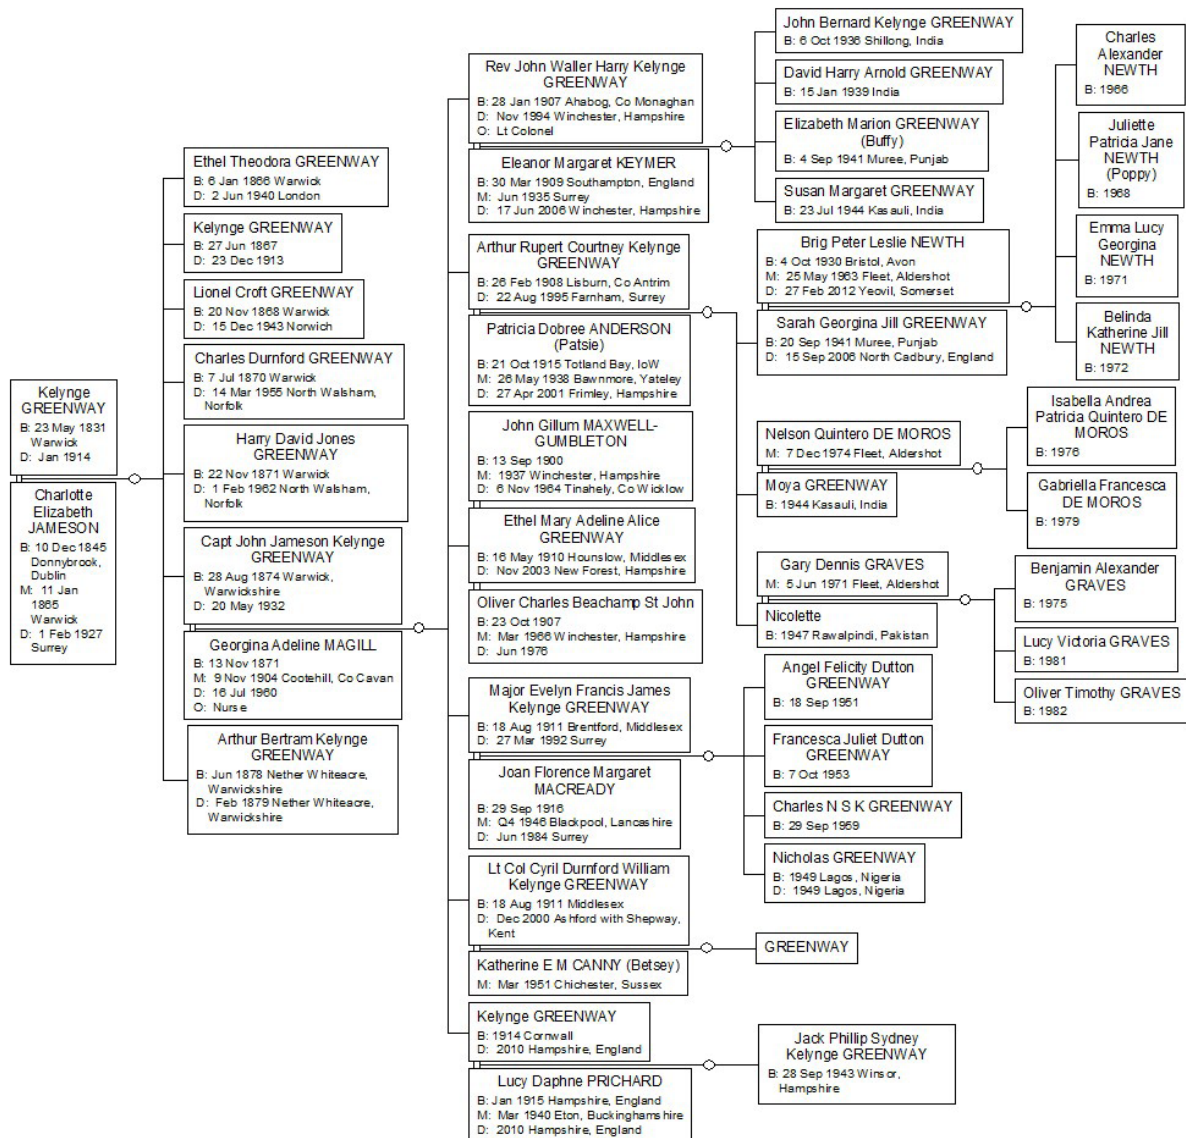 Kelynge
GREENWAY
B: 23 May 1831
Warwick
D: Jan 1914
Charlotte
Elizabeth
JAMESON
B: 10 Dec 1845
Donnybrook,
Dublin
M: 11 Jan
1865
Warwick
D: 1 Feb 1927
Surrey
Ethel Theodora GREENWAY
B: 6 Jan 1866 Warwick
D: 2 Jun 1940 London
Kelynge GREENWAY
B: 27 Jun 1867
D: 23 Dec 1913
Lionel Croft GREENWAY
B: 20 Nov 1868 Warwick
D: 15 Dec 1943 Norwich
Charles Durnford GREENWAY
B: 7 Jul 1870 Warwick
D: 14 Mar 1955 North Walsham,
Norfolk
Harry David Jones
GREENWAY
B: 22 Nov 1871 Warwick
D: 1 Feb 1962 North Walsham,
Norfolk
Capt John Jameson Kelynge
GREENWAY
B: 28 Aug 1874 Warwick,
Warwickshire
D: 20 May 1932
Georgina Adeline MAGILL
B: 13 Nov 1871
M: 9 Nov 1904 Cootehill, Co Cavan
D: 16 Jul 1960
O: Nurse
Arthur Bertram Kelynge
GREENWAY
B: Jun 1878 Nether Whiteacre,
Warwickshire
D: Feb 1879 Nether Whiteacre,
Warwickshire
Rev John Waller Harry Kelynge
GREENWAY
B: 28 Jan 1907 Ahabog, Co Monaghan
D: Nov 1994 Winchester, Hampshire
O: Lt Colonel
Eleanor Margaret KEYMER
B: 30 Mar 1909 Southampton, England
M: Jun 1935 Surrey
D: 17 Jun 2006 Winchester, Hampshire
Arthur Rupert Courtney Kelynge
GREENWAY
B: 26 Feb 1908 Lisburn, Co Antrim
D: 22 Aug 1995 Farnham, Surrey
Patricia Dobree ANDERSON
(Patsie)
B: 21 Oct 1915 Totland Bay, IoW
M: 26 May 1938 Bawnmore, Yateley
D: 27 Apr 2001 Frimley, Hampshire
John Gillum MAXWELL-
GUMBLETON
B: 13 Sep 1900
M: 1937 Winchester, Hampshire
D: 6 Nov 1964 Tinahely, Co Wicklow
Ethel Mary Adeline Alice
GREENWAY
B: 16 May 1910 Hounslow, Middlesex
D: Nov 2003 New Forest, Hampshire
Oliver Charles Beachamp St John
B: 23 Oct 1907
M: Mar 1966 Winchester, Hampshire
D: Jun 1976
Major Evelyn Francis James
Kelynge GREENWAY
B: 18 Aug 1911 Brentford, Middlesex
D: 27 Mar 1992 Surrey
Joan Florence Margaret
MACREADY
B: 29 Sep 1916
M: Q4 1946 Blackpool, Lancashire
D: Jun 1984 Surrey
Lt Col Cyril Durnford William
Kelynge GREENWAY
B: 18 Aug 1911 Middlesex
D: Dec 2000 Ashford with Shepway,
Kent
Katherine E M CANNY (Betsey)
M: Mar 1951 Chichester, Sussex
Kelynge GREENWAY
B: 1914 Cornwall
D: 2010 Hampshire, England
Lucy Daphne PRICHARD
B: Jan 1915 Hampshire, England
M: Mar 1940 Eton, Buckinghamshire
D: 2010 Hampshire, England
John Bernard Kelynge GREENWAY
B: 6 Oct 1936 Shillong, India
David Harry Arnold GREENWAY
B: 15 Jan 1939 India
Elizabeth Marion GREENWAY
(Buffy)
B: 4 Sep 1941 Muree, Punjab
Susan Margaret GREENWAY
B: 23 Jul 1944 Kasauli, India
Brig Peter Leslie NEWTH
B: 4 Oct 1930 Bristol, Avon
M: 25 May 1963 Fleet, Aldershot
D: 27 Feb 2012 Yeovil, Somerset
Sarah Georgina Jill GREENWAY
B: 20 Sep 1941 Muree, Punjab
D: 15 Sep 2006 North Cadbury, England
Nelson Quintero DE MOROS
M: 7 Dec 1974 Fleet, Aldershot
Moya GREENWAY
B: 1944 Kasauli, India
Gary Dennis GRAVES
M: 5 Jun 1971 Fleet, Aldershot
Nicolette
B: 1947 Rawalpindi, Pakistan
Angel Felicity Dutton
GREENWAY
B: 18 Sep 1951
Francesca Juliet Dutton
GREENWAY
B: 7 Oct 1953
Charles N S K GREENWAY
B: 29 Sep 1959
Nicholas GREENWAY
B: 1949 Lagos, Nigeria
D: 1949 Lagos, Nigeria
GREENWAY
Jack Phillip Sydney
Kelynge GREENWAY
B: 28 Sep 1943 Winsor,
Hampshire
Charles
Alexander
NEWTH
B: 1966
Juliette
Patricia Jane
NEWTH
(Poppy)
B: 1968
Emma Lucy
Georgina
NEWTH
B: 1971
Belinda
Katherine Jill
NEWTH
B: 1972
Isabella Andrea
Patricia Quintero DE
MOROS
B: 1976
Gabriella Francesca
DE MOROS
B: 1979
Benjamin Alexander
GRAVES
B: 1975
Lucy Victoria GRAVES
B: 1981
Oliver Timothy GRAVES
B: 1982